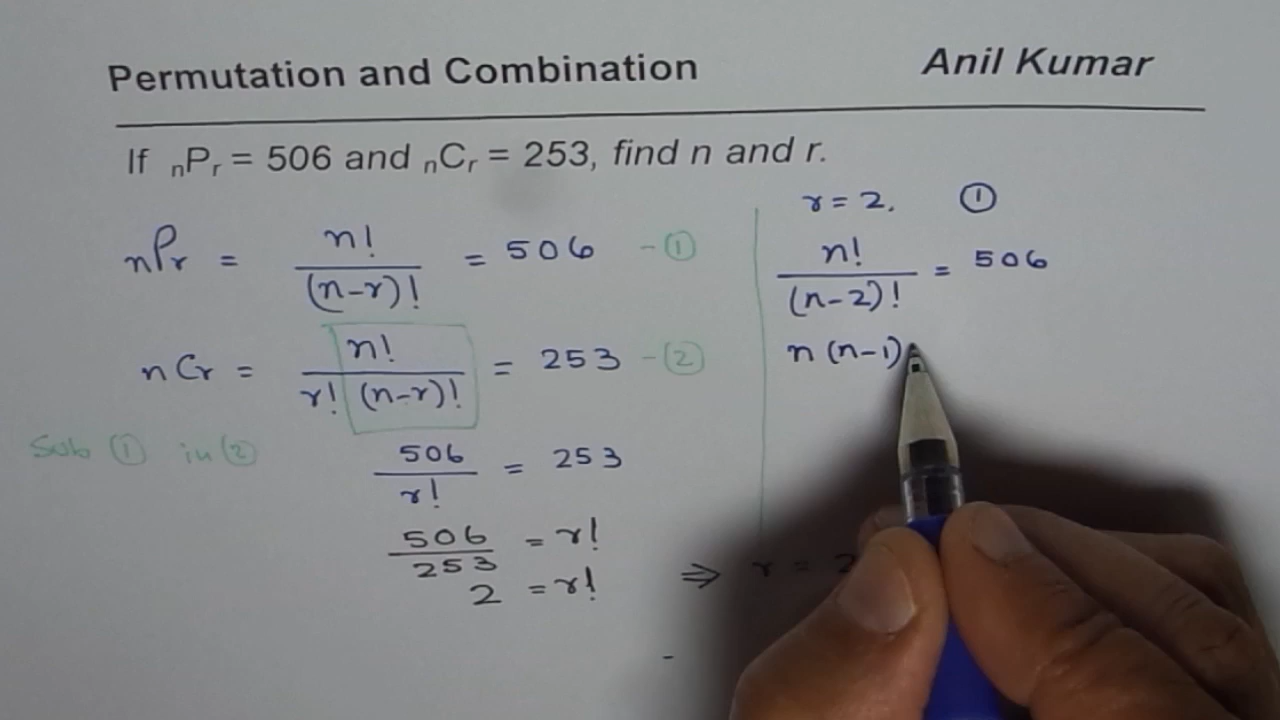 Permutation and Combination Anil Kumar
If nPr = 506 and nCr = 253, find n and r.
nPr = n! / (n-r)! = 506 - ①
nCr = n! / r! (n-r)! = 253 - ②
Sub ① in ②
506 / r! = 253
506 / 253 = r!
2 = r! ⇒ r = 2
r = 2. ①
n! / (n-2)! = 506
n (n-1)